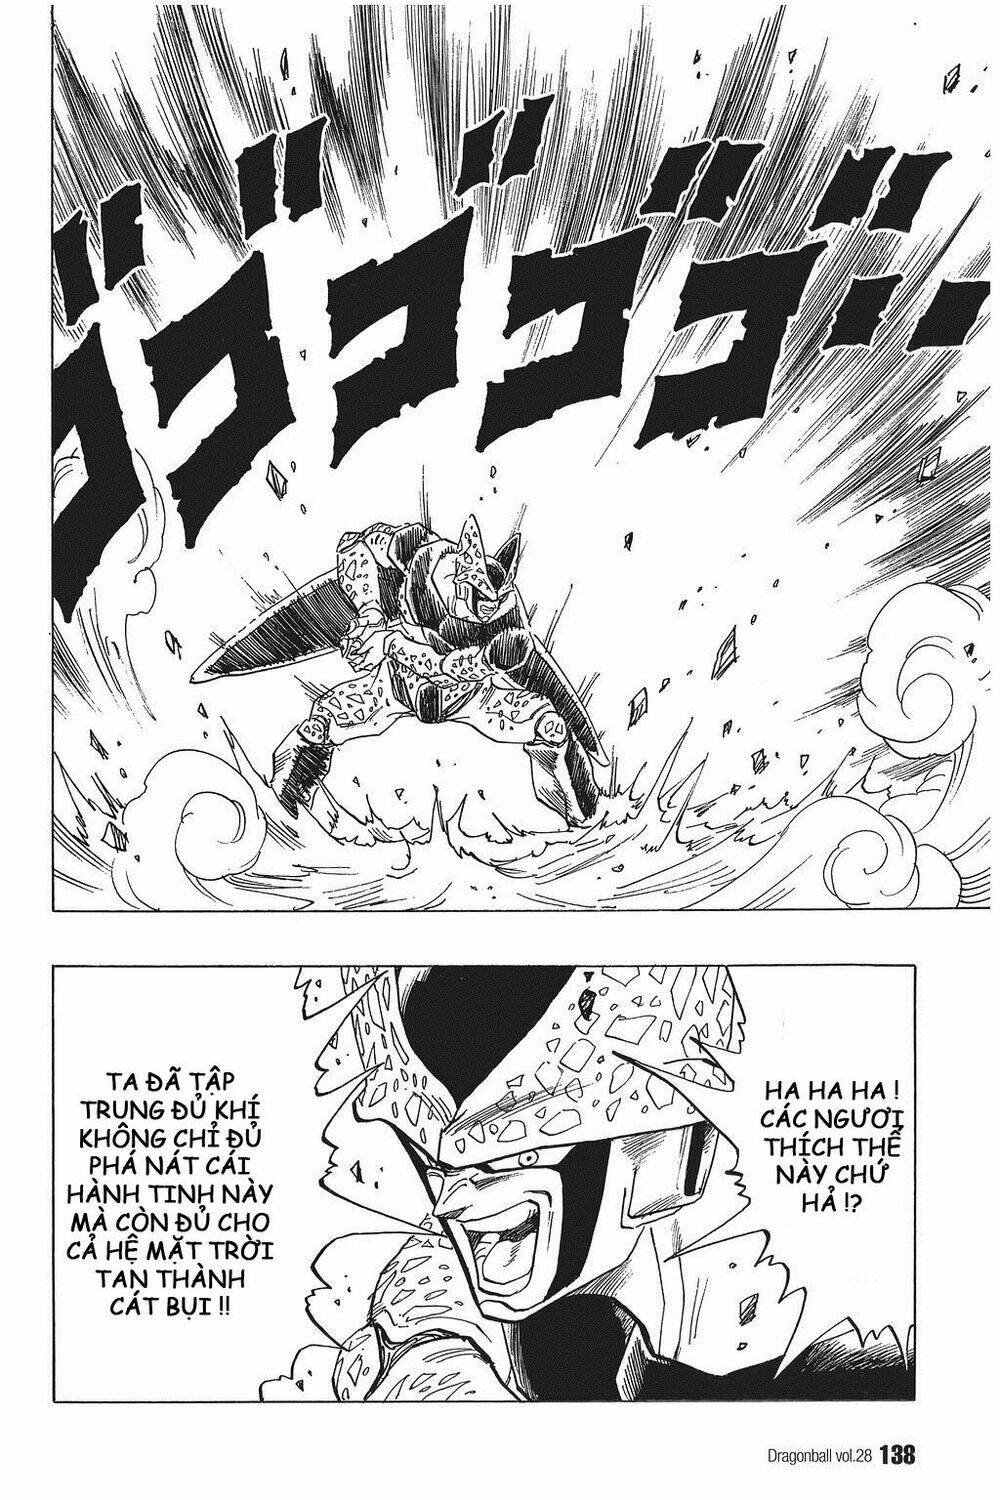 ゴゴゴゴゴ゙ゴ゙
HA HA HA !
CÁC NGƯƠI
THÍCH THẾ
NÀY CHỨ
HẢ !?
TA ĐÃ TẬP
TRUNG ĐỦ KHÍ
KHÔNG CHỈ ĐỦ
PHÁ NÁT CÁI
HÀNH TINH NÀY
MÀ CÒN ĐỦ CHO
CẢ HỆ MẶT TRỜI
TAN THÀNH
CÁT BỤI !!
Dragonball vol.28 138